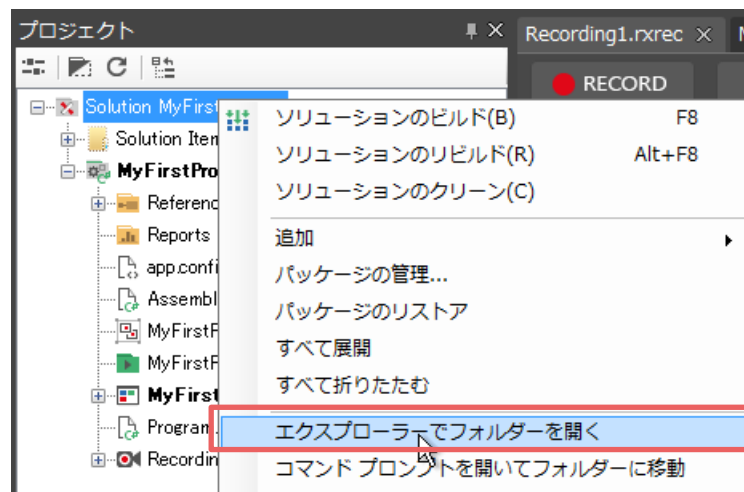 プロジェクト
Recording1.rxrec
RECORD
Solution MyFirst
ソリューションのビルド(B) F8
Solution Iten
ソリューションのリビルド(R) Alt+F8
MyFirstPro
ソリューションのクリーン(C)
Referenc
Reports
追加
app.confi
パッケージの管理...
Assembl
パッケージのリストア
MyFirstF
すべて展開
MyFirstF
すべて折りたたむ
MyFirst
Program.
エクスプローラーでフォルダーを開く
Recordin
コマンド プロンプトを開いてフォルダーに移動